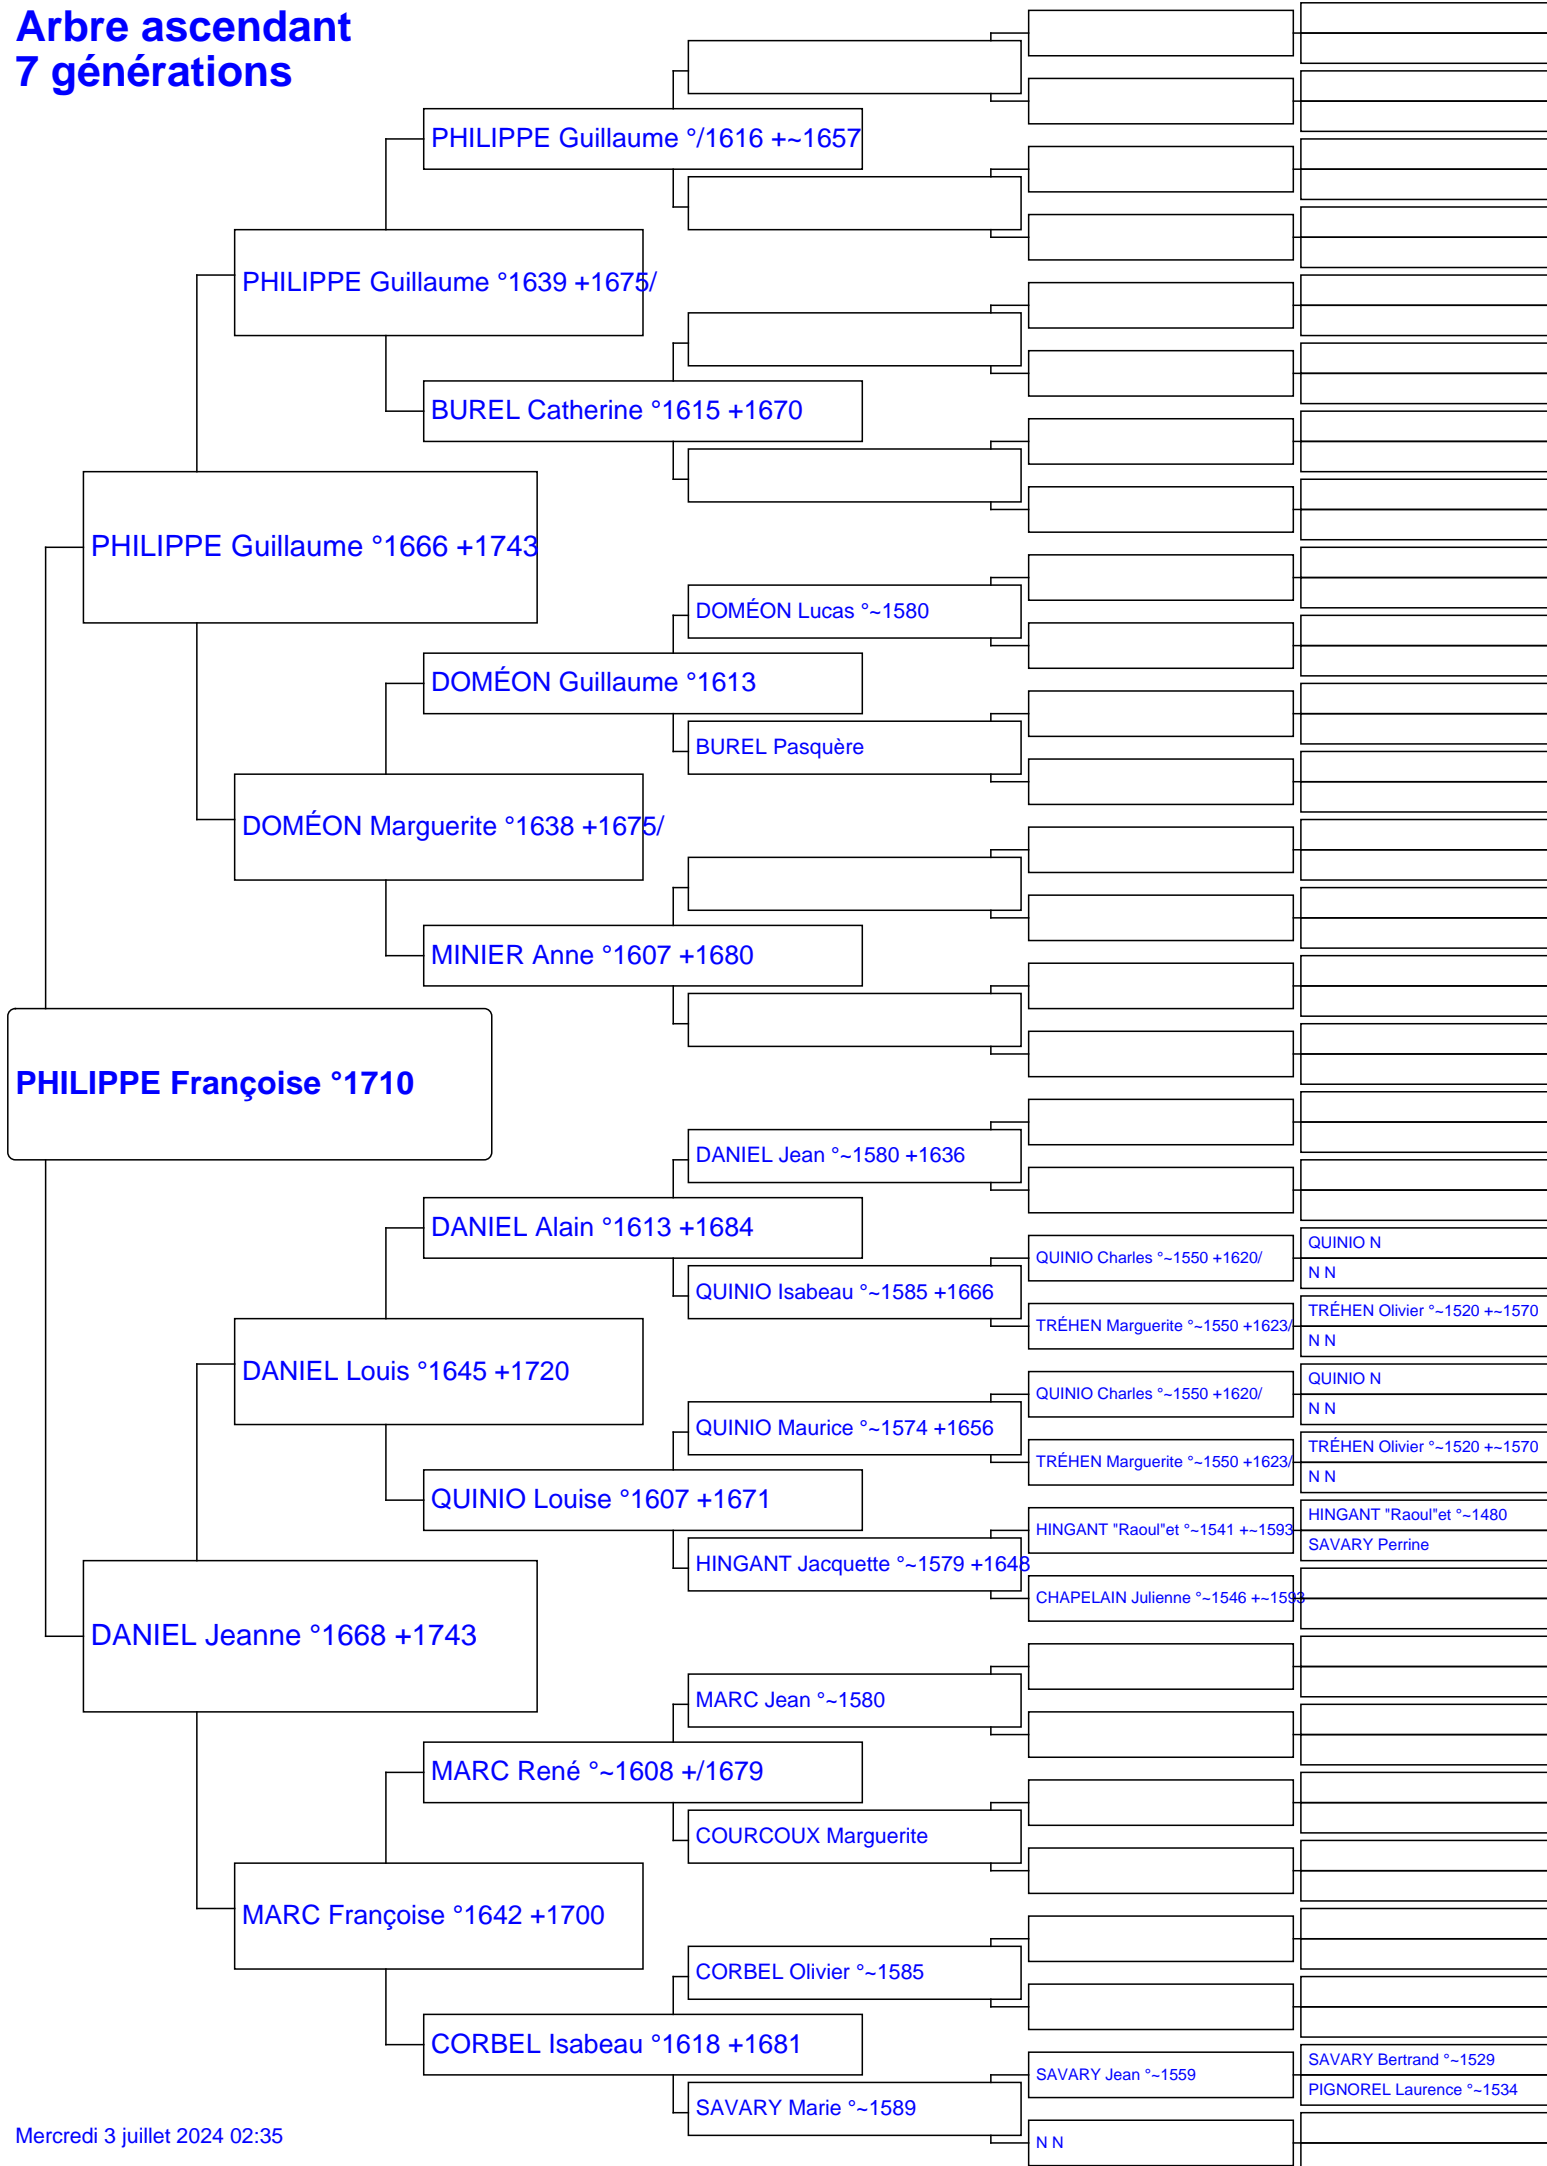 Arbre ascendant
7 générations
PHILIPPE Guillaume °/1616 +~1657
PHILIPPE Guillaume °1639 +1675/
BUREL Catherine °1615 +1670
PHILIPPE Guillaume °1666 +1743
DOMÉON Lucas °~1580
DOMÉON Guillaume °1613
BUREL Pasquère
DOMÉON Marguerite °1638 +1675/
MINIER Anne °1607 +1680
PHILIPPE Françoise °1710
DANIEL Jean °~1580 +1636
DANIEL Alain °1613 +1684
QUINIO N
QUINIO Charles °~1550 +1620/
N N
QUINIO Isabeau °~1585 +1666
TRÉHEN Olivier °~1520 +~1570
TRÉHEN Marguerite °~1550 +1623/
N N
DANIEL Louis °1645 +1720
QUINIO N
QUINIO Charles °~1550 +1620/
N N
QUINIO Maurice °~1574 +1656
TRÉHEN Olivier °~1520 +~1570
TRÉHEN Marguerite °~1550 +1623/
N N
QUINIO Louise °1607 +1671
HINGANT "Raoul"et °~1480
HINGANT "Raoul"et °~1541 +~1593
SAVARY Perrine
HINGANT Jacquette °~1579 +1648
CHAPELAIN Julienne °~1546 +~1593
DANIEL Jeanne °1668 +1743
MARC Jean °~1580
MARC René °~1608 +/1679
COURCOUX Marguerite
MARC Françoise °1642 +1700
CORBEL Olivier °~1585
CORBEL Isabeau °1618 +1681
SAVARY Bertrand °~1529
SAVARY Jean °~1559
PIGNOREL Laurence °~1534
SAVARY Marie °~1589
N N
Mercredi 3 juillet 2024 02:35